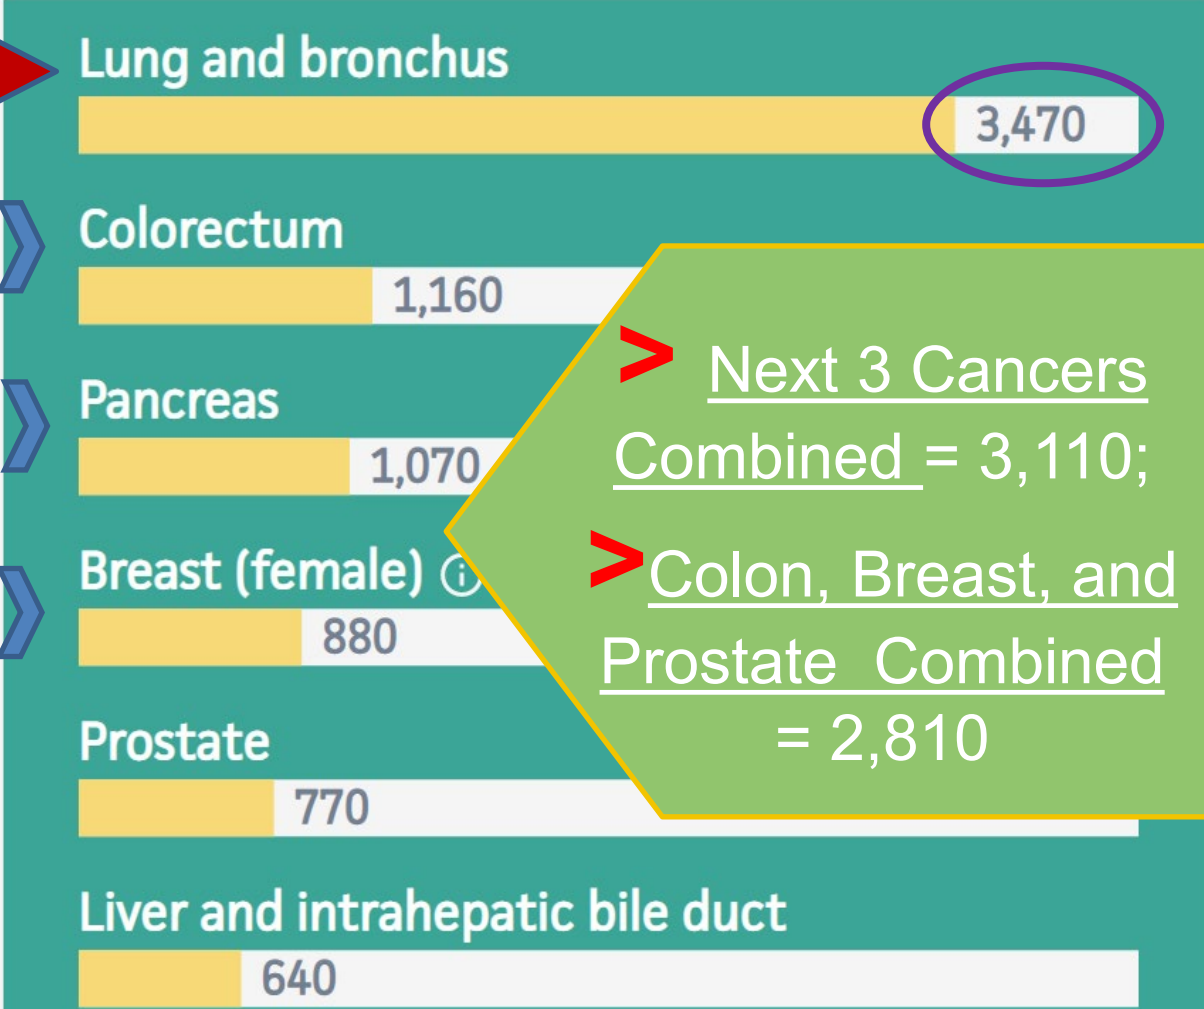 Lung and bronchus
3,470
Colorectum
1,160
Pancreas
1,070
Breast (female) ⓘ
880
Prostate
770
Liver and intrahepatic bile duct
640
> Next 3 Cancers
Combined = 3,110;
>Colon, Breast, and
Prostate Combined
= 2,810